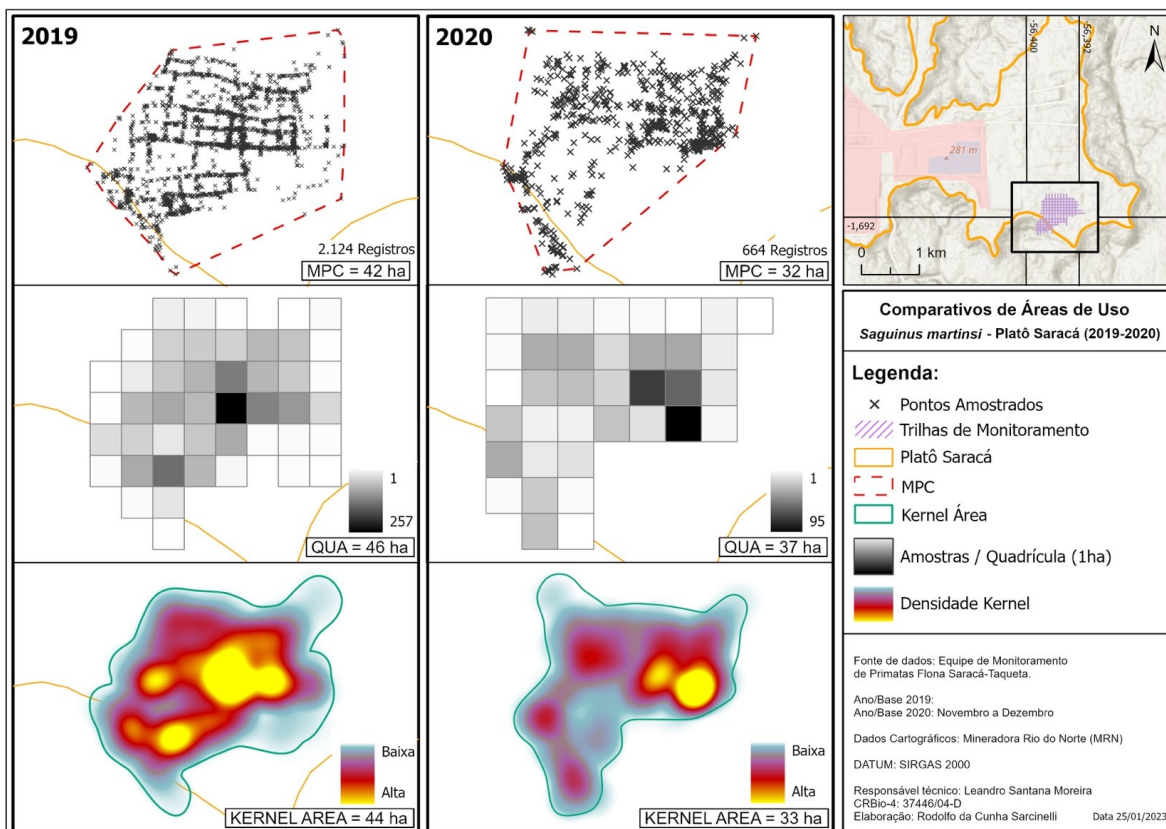 2019
2.124 Registros
MPC = 42 ha
1
257
QUA = 46 ha
Baixa
Alta
KERNEL AREA = 44 ha
2020
664 Registros
MPC = 32 ha
1
95
QUA = 37 ha
Baixa
Alta
KERNEL AREA = 33 ha
-56,400
-56,392
N
281 m
-1,692
0 1 km
Comparativos de Áreas de Uso
Saguinus martinsi - Platô Saracá (2019-2020)
Legenda:
Pontos Amostrados
Trilhas de Monitoramento
Platô Saracá
MPC
Kernel Área
Amostras / Quadrícula (1ha)
Densidade Kernel
Fonte de dados: Equipe de Monitoramento
de Primatas Flona Saracá-Taqueta.
Ano/Base 2019:
Ano/Base 2020: Novembro a Dezembro
Dados Cartográficos: Mineradora Rio do Norte (MRN)
DATUM: SIRGAS 2000
Responsável técnico: Leandro Santana Moreira
CRBio-4: 37446/04-D
Elaboração: Rodolfo da Cunha Sarcinelli Data 25/01/2023